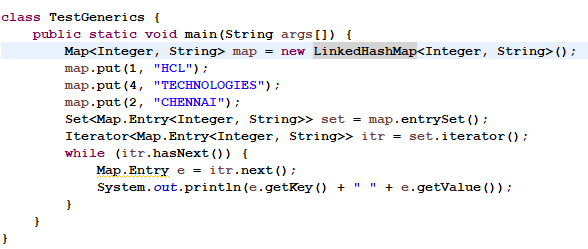 class TestGenerics {
    public static void main(String args[]) {
        Map<Integer, String> map = new LinkedHashMap<Integer, String>();
        map.put(1, "HCL");
        map.put(4, "TECHNOLOGIES");
        map.put(2, "CHENNAI");
        Set<Map.Entry<Integer, String>> set = map.entrySet();
        Iterator<Map.Entry<Integer, String>> itr = set.iterator();
        while (itr.hasNext()) {
            Map.Entry e = itr.next();
            System.out.println(e.getKey() + " " + e.getValue());
        }
    }
}